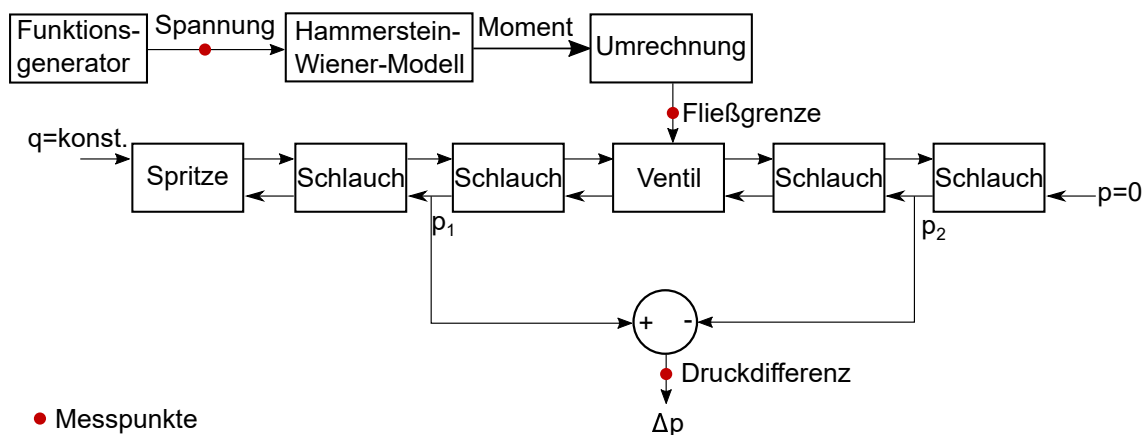 Funktions-
generator
Spannung
Hammerstein-
Wiener-Modell
Moment
Umrechnung
Fließgrenze
q=konst.
Spritze
Schlauch
Schlauch
Ventil
Schlauch
Schlauch
p=0
p₁
p₂
+
-
Druckdifferenz
Δp
Messpunkte